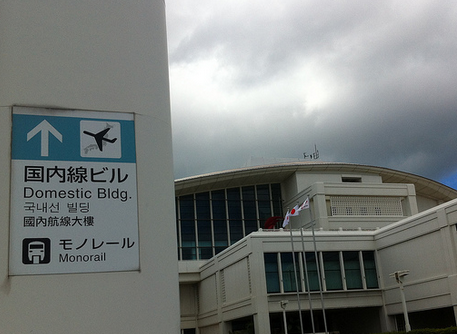 国内線ビル
Domestic Bldg.
국내선 빌딩
國內航線大樓
モノレール
Monorail